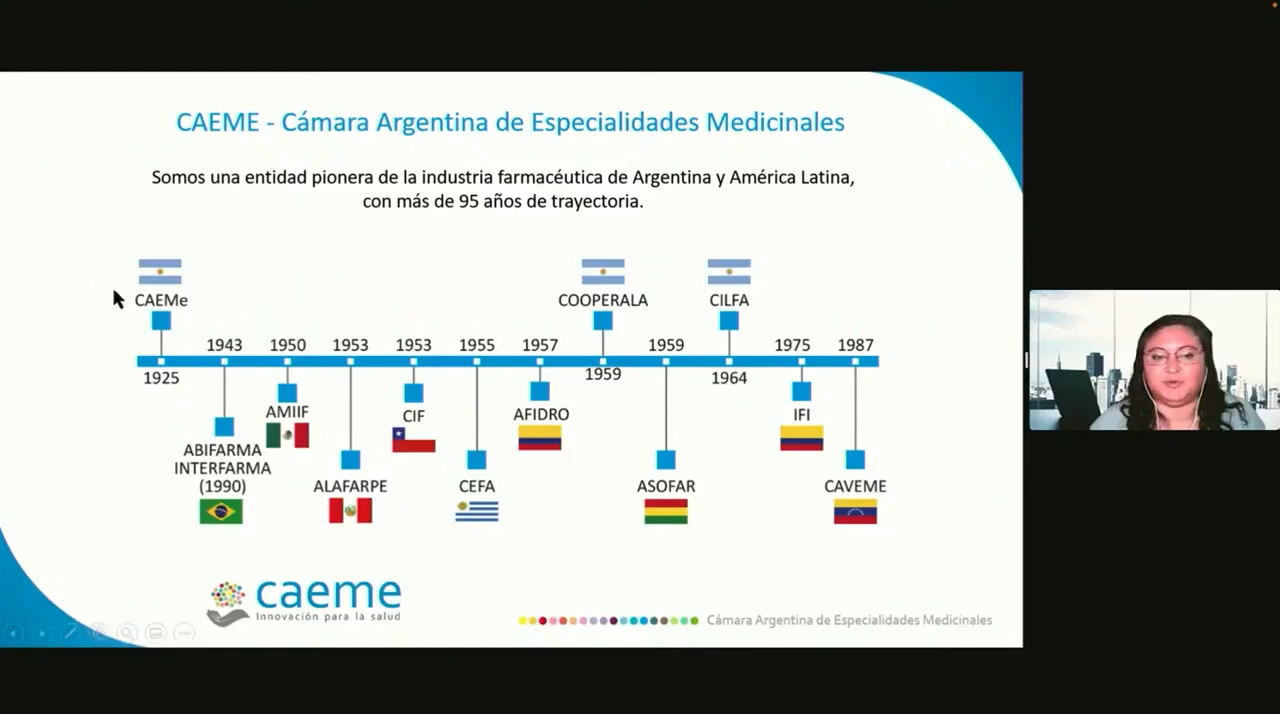 CAEME - Cámara Argentina de Especialidades Medicinales
Somos una entidad pionera de la industria farmacéutica de Argentina y América Latina,
con más de 95 años de trayectoria.
CAEMe
COOPERALA
CILFA
1943
1950
1953
1953
1955
1957
1959
1975
1987
1925
1959
1964
AMIIF
CIF
AFIDRO
IFI
ABIFARMA
INTERFARMA
(1990)
ALAFARPE
CEFA
ASOFAR
CAVEME
caeme
Innovación para la salud
Cámara Argentina de Especialidades Medicinales